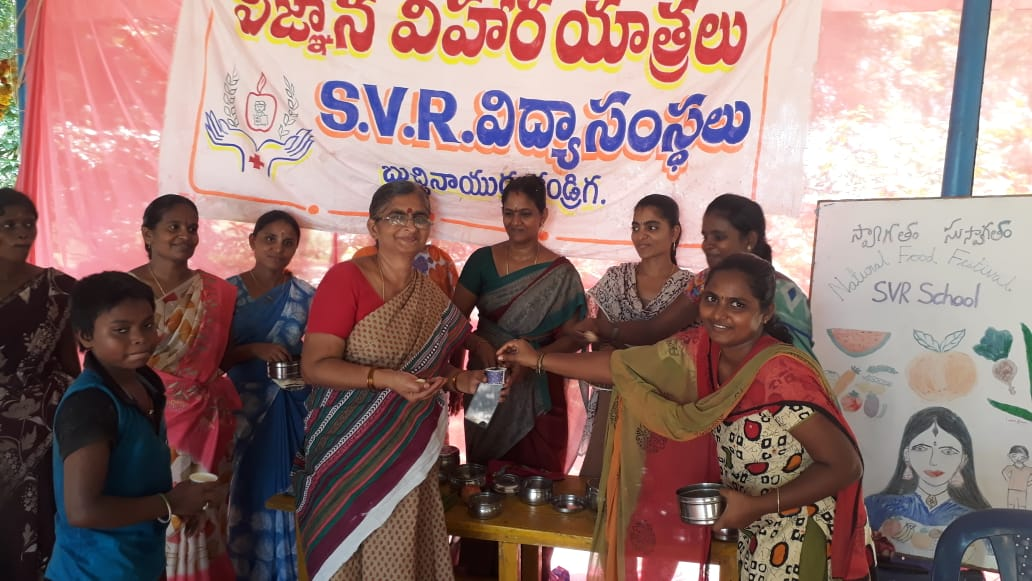 విజ్ఞాన విహార యాత్రలు
S.V.R. విద్యా సంస్థలు
బుచ్చినాయుడు కండ్రిగ.
స్వాగతం సుస్వాగతం
Natural Food Festival
SVR School